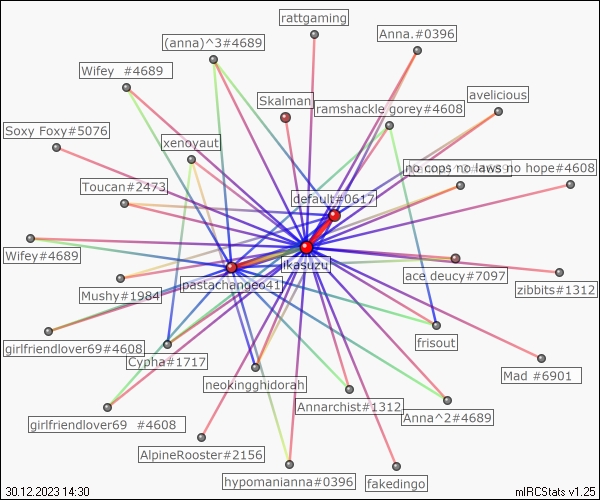 rattgaming
Anna.#0396
(anna)^3#4689
Wifey  #4689
avelicious
Skalman
ramshackle gorey#4608
Soxy Foxy#5076
xenoyaut
no cops no laws no hope#4608
Toucan#2473
default#0617
Wifey#4689
ikasuzu
ace deucy#7097
zibbits#1312
pastachangeo41
Mushy#1984
frisout
girlfriendlover69#4608
Cypha#1717
Mad #6901
neokingghidorah
Annarchist#1312
Anna^2#4689
girlfriendlover69  #4608
AlpineRooster#2156
hypomanianna#0396
fakedingo
30.12.2023 14:30
mIRCStats v1.25